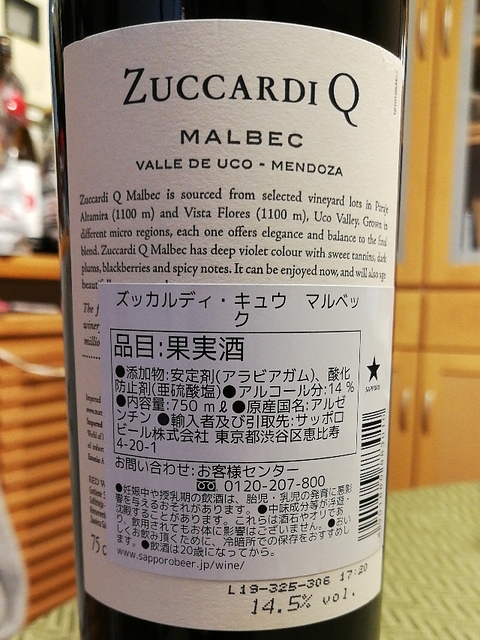 ZUCCARDI Q
MALBEC
VALLE DE UCO - MENDOZA
Zuccardi Q Malbec is sourced from selected vineyard lots in
Altamira (1100 m) and Vista Flores (1100 m), Uco Valley. Grown in
different micro regions, each one offers elegance and balance to the final
blend. Zuccardi Q Malbec has deep violet colour with sweet tannins, dark
plums, blackberries and spicy notes. It can be enjoyed now, and will also age
ズッカルディ・キュウ マルベッ
ク
品目:果実酒
●添加物:安定剤(アラビアガム)、酸化
防止剤(亜硫酸塩)●アルコール分:14 %
●内容量:750 mℓ ●原産国名:アルゼ
ンチン ●輸入者及び引取先:サッポロ
ビール株式会社 東京都渋谷区恵比寿
4-20-1
お問い合わせ:お客様センター
0120-207-800
●妊娠中や授乳期の飲酒は、胎児・乳児の発育に悪影
響を与えるおそれがあります。●中味成分等が浮遊・
沈殿することがあります。これらは酒石やオリであ
り、飲用されてもお体に影響はございません。●おい
しくお飲み頂くために、冷暗所での保存をおすすめし
ます。●飲酒は20歳になってから。
www.sapporobeer.jp/wine/
SAPPORO
75 c
L19-325-306 17:20
14.5% vol.